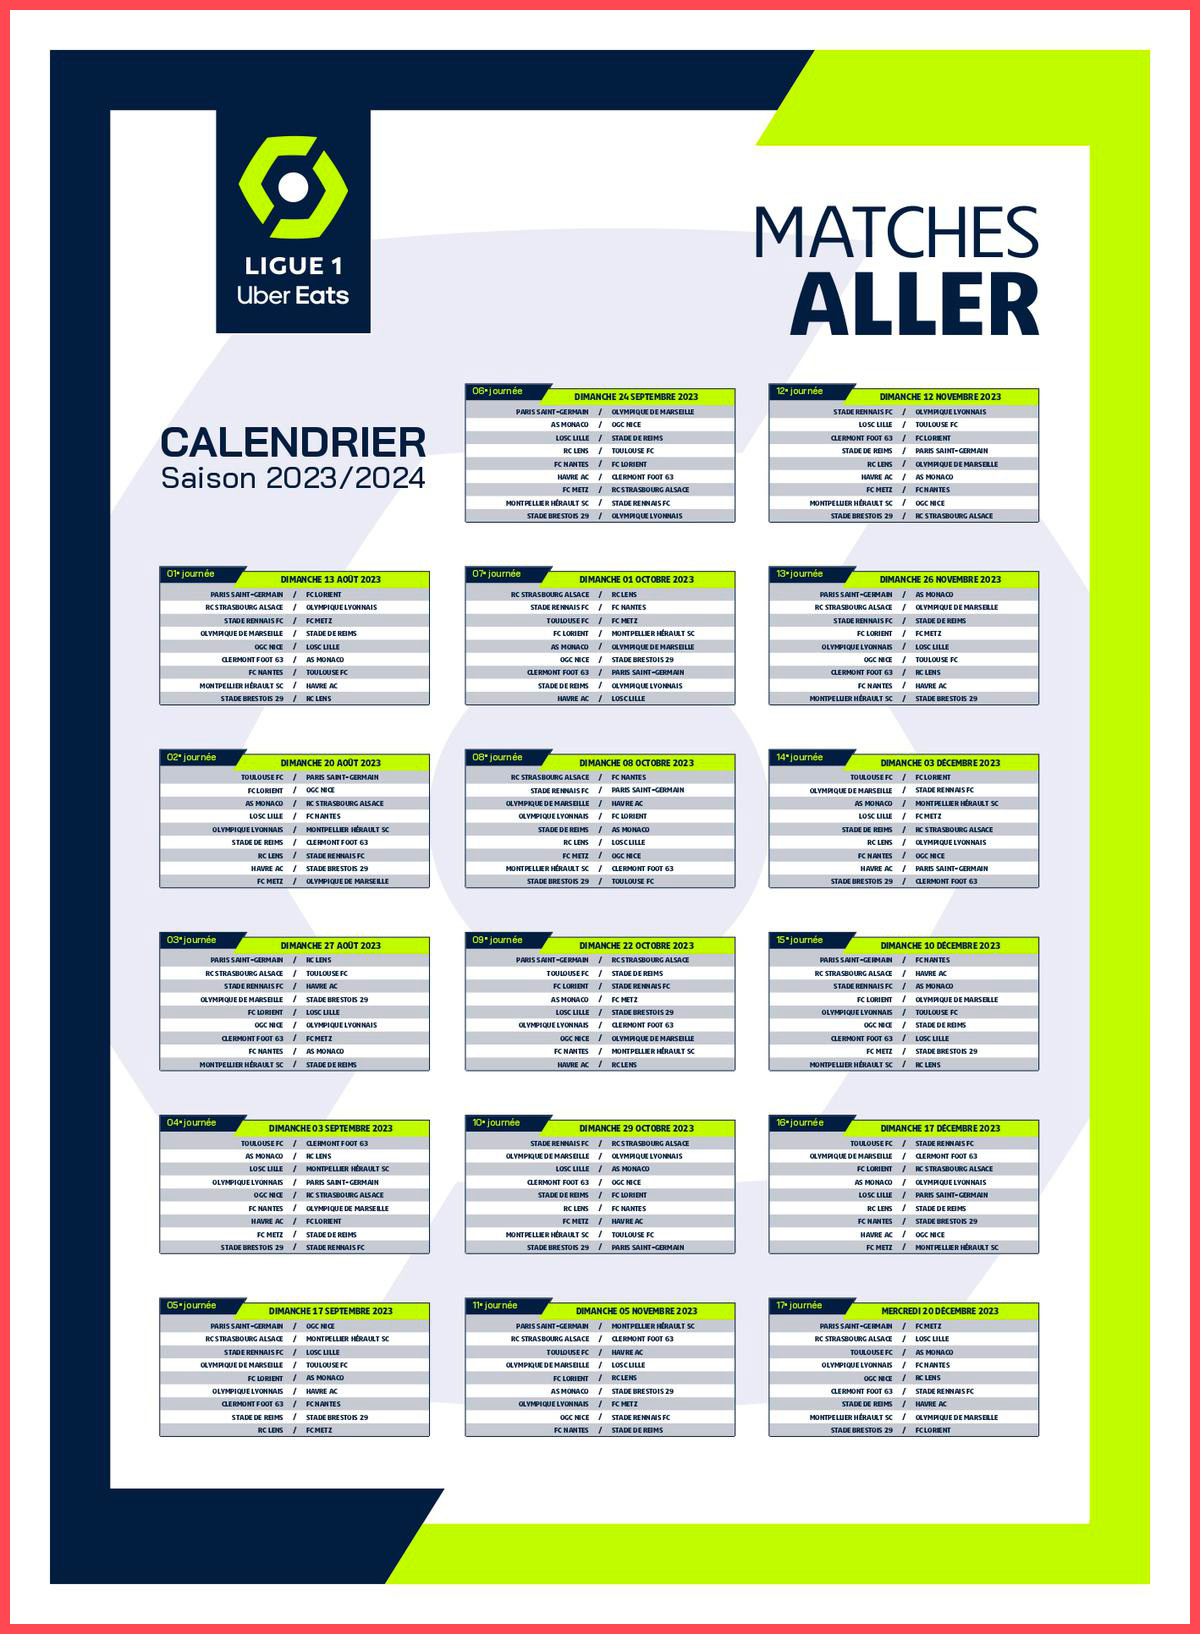 LIGUE 1
Uber Eats
MATCHES
ALLER
CALENDRIER
Saison 2023/2024
01e journée
DIMANCHE 13 AOÛT 2023
PARIS SAINT-GERMAIN / FC LORIENT
RC STRASBOURG ALSACE / OLYMPIQUE LYONNAIS
STADE RENNAIS FC / FC METZ
OLYMPIQUE DE MARSEILLE / STADE DE REIMS
OGC NICE / LOSC LILLE
CLERMONT FOOT 63 / AS MONACO
FC NANTES / TOULOUSE FC
MONTPELLIER HÉRAULT SC / HAVRE AC
STADE BRESTOIS 29 / RC LENS
02e journée
DIMANCHE 20 AOÛT 2023
TOULOUSE FC / PARIS SAINT-GERMAIN
FC LORIENT / OGC NICE
AS MONACO / RC STRASBOURG ALSACE
LOSC LILLE / FC NANTES
OLYMPIQUE LYONNAIS / MONTPELLIER HÉRAULT SC
STADE DE REIMS / CLERMONT FOOT 63
RC LENS / STADE RENNAIS FC
HAVRE AC / STADE BRESTOIS 29
FC METZ / OLYMPIQUE DE MARSEILLE
03e journée
DIMANCHE 27 AOÛT 2023
PARIS SAINT-GERMAIN / RC LENS
RC STRASBOURG ALSACE / TOULOUSE FC
STADE RENNAIS FC / HAVRE AC
OLYMPIQUE DE MARSEILLE / STADE BRESTOIS 29
FC LORIENT / LOSC LILLE
OGC NICE / OLYMPIQUE LYONNAIS
CLERMONT FOOT 63 / FC METZ
FC NANTES / AS MONACO
MONTPELLIER HÉRAULT SC / STADE DE REIMS
04e journée
DIMANCHE 03 SEPTEMBRE 2023
TOULOUSE FC / CLERMONT FOOT 63
AS MONACO / RC LENS
LOSC LILLE / MONTPELLIER HÉRAULT SC
OLYMPIQUE LYONNAIS / PARIS SAINT-GERMAIN
OGC NICE / RC STRASBOURG ALSACE
FC NANTES / OLYMPIQUE DE MARSEILLE
HAVRE AC / FC LORIENT
FC METZ / STADE DE REIMS
STADE BRESTOIS 29 / STADE RENNAIS FC
05e journée
DIMANCHE 17 SEPTEMBRE 2023
PARIS SAINT-GERMAIN / OGC NICE
RC STRASBOURG ALSACE / MONTPELLIER HÉRAULT SC
STADE RENNAIS FC / LOSC LILLE
OLYMPIQUE DE MARSEILLE / TOULOUSE FC
FC LORIENT / AS MONACO
OLYMPIQUE LYONNAIS / HAVRE AC
CLERMONT FOOT 63 / FC NANTES
STADE DE REIMS / STADE BRESTOIS 29
RC LENS / FC METZ
06e journée
DIMANCHE 24 SEPTEMBRE 2023
PARIS SAINT-GERMAIN / OLYMPIQUE DE MARSEILLE
AS MONACO / OGC NICE
LOSC LILLE / STADE DE REIMS
RC LENS / TOULOUSE FC
FC NANTES / FC LORIENT
HAVRE AC / CLERMONT FOOT 63
FC METZ / RC STRASBOURG ALSACE
MONTPELLIER HÉRAULT SC / STADE RENNAIS FC
STADE BRESTOIS 29 / OLYMPIQUE LYONNAIS
07e journée
DIMANCHE 01 OCTOBRE 2023
RC STRASBOURG ALSACE / RC LENS
STADE RENNAIS FC / FC NANTES
TOULOUSE FC / FC METZ
FC LORIENT / MONTPELLIER HÉRAULT SC
AS MONACO / OLYMPIQUE DE MARSEILLE
OGC NICE / STADE BRESTOIS 29
CLERMONT FOOT 63 / PARIS SAINT-GERMAIN
STADE DE REIMS / OLYMPIQUE LYONNAIS
HAVRE AC / LOSC LILLE
08e journée
DIMANCHE 08 OCTOBRE 2023
RC STRASBOURG ALSACE / FC NANTES
STADE RENNAIS FC / PARIS SAINT-GERMAIN
OLYMPIQUE DE MARSEILLE / HAVRE AC
OLYMPIQUE LYONNAIS / FC LORIENT
STADE DE REIMS / AS MONACO
RC LENS / LOSC LILLE
FC METZ / OGC NICE
MONTPELLIER HÉRAULT SC / CLERMONT FOOT 63
STADE BRESTOIS 29 / TOULOUSE FC
09e journée
DIMANCHE 22 OCTOBRE 2023
PARIS SAINT-GERMAIN / RC STRASBOURG ALSACE
TOULOUSE FC / STADE DE REIMS
FC LORIENT / STADE RENNAIS FC
AS MONACO / FC METZ
LOSC LILLE / STADE BRESTOIS 29
OLYMPIQUE LYONNAIS / CLERMONT FOOT 63
OGC NICE / OLYMPIQUE DE MARSEILLE
FC NANTES / MONTPELLIER HÉRAULT SC
HAVRE AC / RC LENS
10e journée
DIMANCHE 29 OCTOBRE 2023
STADE RENNAIS FC / RC STRASBOURG ALSACE
OLYMPIQUE DE MARSEILLE / OLYMPIQUE LYONNAIS
LOSC LILLE / AS MONACO
CLERMONT FOOT 63 / OGC NICE
STADE DE REIMS / FC LORIENT
RC LENS / FC NANTES
FC METZ / HAVRE AC
MONTPELLIER HÉRAULT SC / TOULOUSE FC
STADE BRESTOIS 29 / PARIS SAINT-GERMAIN
11e journée
DIMANCHE 05 NOVEMBRE 2023
PARIS SAINT-GERMAIN / MONTPELLIER HÉRAULT SC
RC STRASBOURG ALSACE / CLERMONT FOOT 63
TOULOUSE FC / HAVRE AC
OLYMPIQUE DE MARSEILLE / LOSC LILLE
FC LORIENT / RC LENS
AS MONACO / STADE BRESTOIS 29
OLYMPIQUE LYONNAIS / FC METZ
OGC NICE / STADE RENNAIS FC
FC NANTES / STADE DE REIMS
12e journée
DIMANCHE 12 NOVEMBRE 2023
STADE RENNAIS FC / OLYMPIQUE LYONNAIS
LOSC LILLE / TOULOUSE FC
CLERMONT FOOT 63 / FC LORIENT
STADE DE REIMS / PARIS SAINT-GERMAIN
RC LENS / OLYMPIQUE DE MARSEILLE
HAVRE AC / AS MONACO
FC METZ / FC NANTES
MONTPELLIER HÉRAULT SC / OGC NICE
STADE BRESTOIS 29 / RC STRASBOURG ALSACE
13e journée
DIMANCHE 26 NOVEMBRE 2023
PARIS SAINT-GERMAIN / AS MONACO
RC STRASBOURG ALSACE / OLYMPIQUE DE MARSEILLE
STADE RENNAIS FC / STADE DE REIMS
FC LORIENT / FC METZ
OLYMPIQUE LYONNAIS / LOSC LILLE
OGC NICE / TOULOUSE FC
CLERMONT FOOT 63 / RC LENS
FC NANTES / HAVRE AC
MONTPELLIER HÉRAULT SC / STADE BRESTOIS 29
14e journée
DIMANCHE 03 DÉCEMBRE 2023
TOULOUSE FC / FC LORIENT
OLYMPIQUE DE MARSEILLE / STADE RENNAIS FC
AS MONACO / MONTPELLIER HÉRAULT SC
LOSC LILLE / FC METZ
STADE DE REIMS / RC STRASBOURG ALSACE
RC LENS / OLYMPIQUE LYONNAIS
FC NANTES / OGC NICE
HAVRE AC / PARIS SAINT-GERMAIN
STADE BRESTOIS 29 / CLERMONT FOOT 63
15e journée
DIMANCHE 10 DÉCEMBRE 2023
PARIS SAINT-GERMAIN / FC NANTES
RC STRASBOURG ALSACE / HAVRE AC
STADE RENNAIS FC / AS MONACO
FC LORIENT / OLYMPIQUE DE MARSEILLE
OLYMPIQUE LYONNAIS / TOULOUSE FC
OGC NICE / STADE DE REIMS
CLERMONT FOOT 63 / LOSC LILLE
FC METZ / STADE BRESTOIS 29
MONTPELLIER HÉRAULT SC / RC LENS
16e journée
DIMANCHE 17 DÉCEMBRE 2023
TOULOUSE FC / STADE RENNAIS FC
OLYMPIQUE DE MARSEILLE / CLERMONT FOOT 63
FC LORIENT / RC STRASBOURG ALSACE
AS MONACO / OLYMPIQUE LYONNAIS
LOSC LILLE / PARIS SAINT-GERMAIN
RC LENS / STADE DE REIMS
FC NANTES / STADE BRESTOIS 29
HAVRE AC / OGC NICE
FC METZ / MONTPELLIER HÉRAULT SC
17e journée
MERCREDI 20 DÉCEMBRE 2023
PARIS SAINT-GERMAIN / FC METZ
RC STRASBOURG ALSACE / LOSC LILLE
TOULOUSE FC / AS MONACO
OLYMPIQUE LYONNAIS / FC NANTES
OGC NICE / RC LENS
CLERMONT FOOT 63 / STADE RENNAIS FC
STADE DE REIMS / HAVRE AC
MONTPELLIER HÉRAULT SC / OLYMPIQUE DE MARSEILLE
STADE BRESTOIS 29 / FC LORIENT